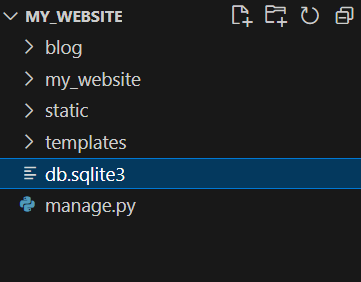 MY_WEBSITE
blog
my_website
static
templates
db.sqlite3
manage.py